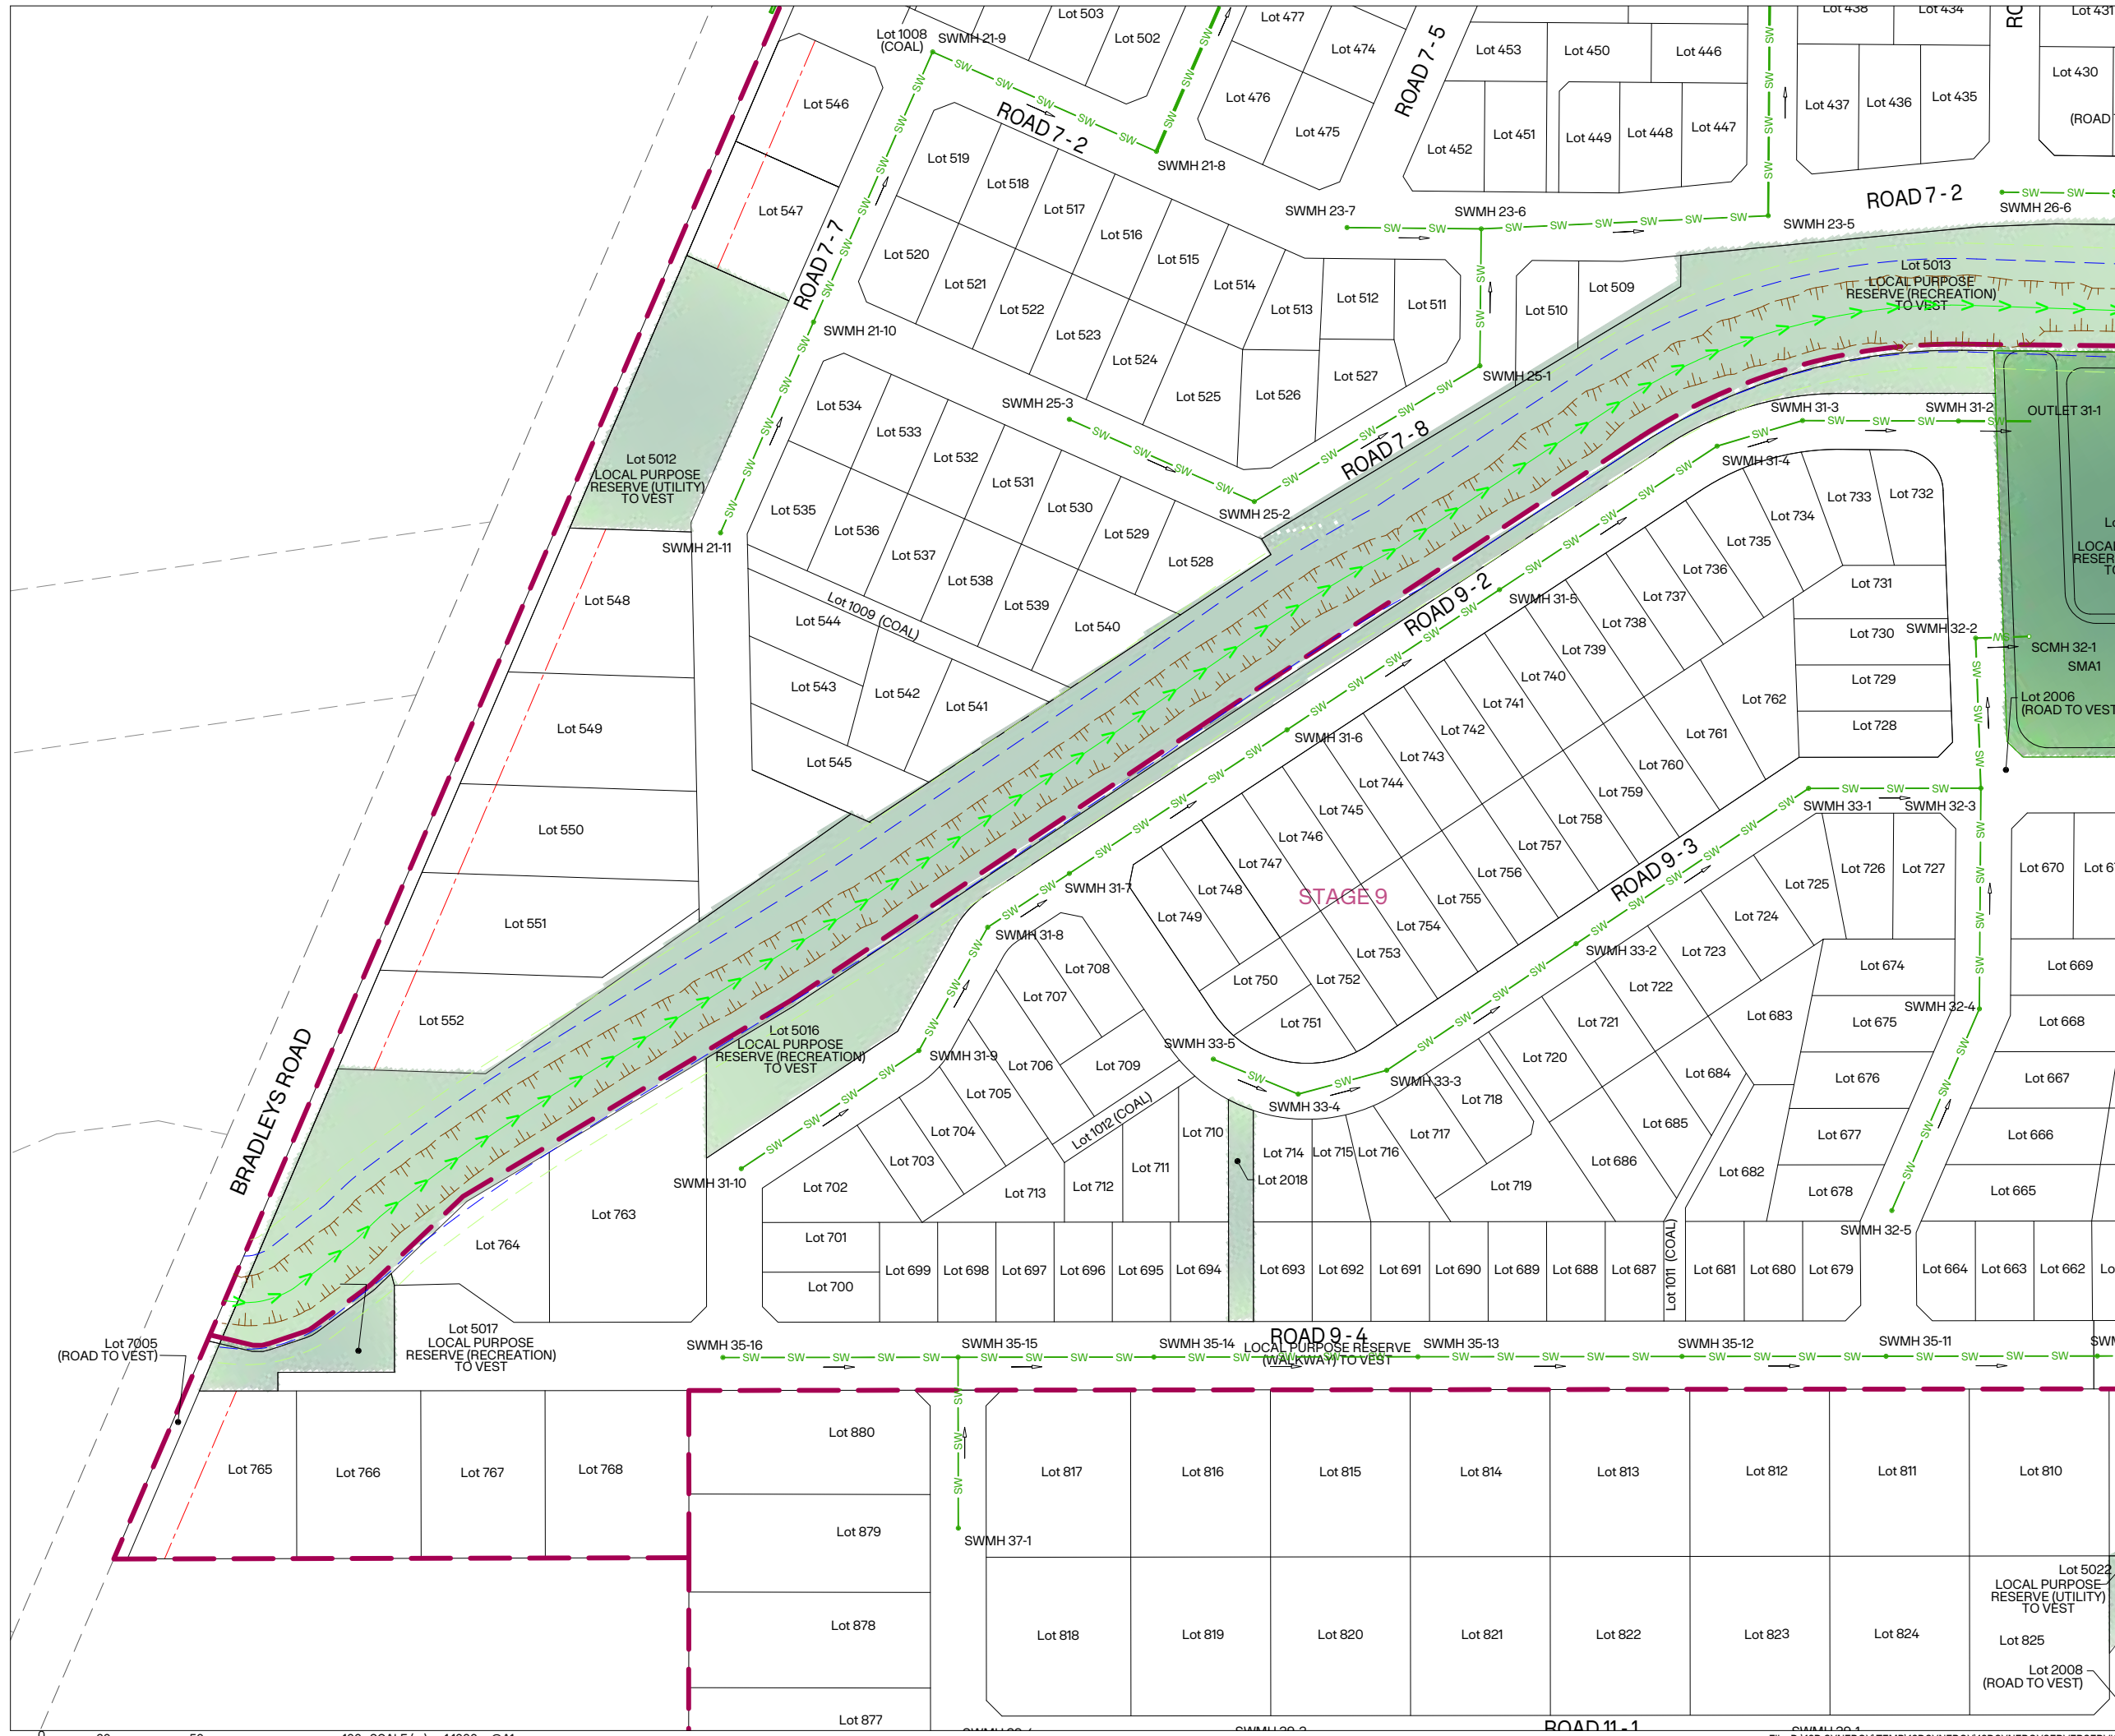 Lot 503
Lot 502
Lot 1008
(COAL)
SWMH 21-9
Lot 477
Lot 474
Lot 476
Lot 475
ROAD 7 - 5
Lot 453
Lot 450
Lot 446
Lot 452
Lot 451
Lot 449
Lot 448
Lot 447
Lot 438
Lot 434
Lot 437
Lot 436
Lot 435
Lot 431
Lot 430
(ROAD
Lot 546
Lot 547
ROAD 7 - 2
SWMH 21-8
ROAD 7 - 7
Lot 519
Lot 518
Lot 517
Lot 516
Lot 515
Lot 514
Lot 513
Lot 512
Lot 511
Lot 520
Lot 521
Lot 522
Lot 523
Lot 524
Lot 525
Lot 526
Lot 527
SWMH 23-7
SWMH 23-6
SWMH 23-5
ROAD 7 - 2
SWMH 26-6
Lot 510
Lot 509
Lot 5013
LOCAL PURPOSE
RESERVE (RECREATION)
TO VEST
SWMH 21-10
SWMH 25-3
SWMH 25-1
SWMH 25-2
ROAD 7 - 8
SWMH 31-3
SWMH 31-2
OUTLET 31-1
SWMH 31-4
Lot 5012
LOCAL PURPOSE
RESERVE (UTILITY)
TO VEST
SWMH 21-11
Lot 534
Lot 533
Lot 532
Lot 531
Lot 530
Lot 529
Lot 528
Lot 535
Lot 536
Lot 537
Lot 538
Lot 539
Lot 540
Lot 1009 (COAL)
Lot 544
Lot 543
Lot 542
Lot 541
Lot 545
Lot 548
Lot 549
Lot 550
Lot 551
Lot 552
Lot 732
Lot 733
Lot 734
Lot 735
Lot 736
Lot 737
Lot 738
Lot 739
Lot 740
Lot 741
Lot 742
Lot 743
Lot 744
Lot 745
Lot 746
Lot 747
Lot 748
Lot 749
Lot 731
Lot 730
Lot 729
Lot 728
SWMH 32-2
SCMH 32-1
SMA1
Lot 2006
(ROAD TO VEST
ROAD 9 - 2
SWMH 31-5
SWMH 31-6
SWMH 31-7
SWMH 31-8
SWMH 31-9
SWMH 31-10
Lot 762
Lot 761
Lot 760
Lot 759
Lot 758
Lot 757
Lot 756
Lot 755
Lot 754
Lot 753
Lot 752
Lot 751
Lot 750
STAGE 9
ROAD 9 - 3
SWMH 33-1
SWMH 32-3
SWMH 33-2
SWMH 33-3
SWMH 33-4
SWMH 33-5
SWMH 32-4
SWMH 32-5
Lot 727
Lot 726
Lot 725
Lot 724
Lot 723
Lot 722
Lot 721
Lot 720
Lot 719
Lot 718
Lot 717
Lot 716
Lot 715
Lot 714
Lot 2018
Lot 670
Lot 669
Lot 668
Lot 667
Lot 666
Lot 665
Lot 664
Lot 663
Lot 662
Lot 674
Lot 675
Lot 676
Lot 677
Lot 678
Lot 679
Lot 680
Lot 681
Lot 682
Lot 683
Lot 684
Lot 685
Lot 686
Lot 1011 (COAL)
Lot 708
Lot 707
Lot 706
Lot 705
Lot 704
Lot 703
Lot 702
Lot 701
Lot 700
Lot 709
Lot 1012 (COAL)
Lot 710
Lot 711
Lot 712
Lot 713
Lot 699
Lot 698
Lot 697
Lot 696
Lot 695
Lot 694
Lot 693
Lot 692
Lot 691
Lot 690
Lot 689
Lot 688
Lot 687
Lot 5016
LOCAL PURPOSE
RESERVE (RECREATION)
TO VEST
BRADLEYS ROAD
Lot 763
Lot 764
Lot 5017
LOCAL PURPOSE
RESERVE (RECREATION)
TO VEST
Lot 7005
(ROAD TO VEST)
SWMH 35-16
SWMH 35-15
SWMH 35-14
ROAD 9 - 4
LOCAL PURPOSE RESERVE
(WALKWAY) TO VEST
SWMH 35-13
SWMH 35-12
SWMH 35-11
Lot 765
Lot 766
Lot 767
Lot 768
Lot 880
Lot 879
Lot 878
Lot 877
SWMH 37-1
Lot 817
Lot 816
Lot 815
Lot 814
Lot 813
Lot 812
Lot 811
Lot 810
Lot 818
Lot 819
Lot 820
Lot 821
Lot 822
Lot 823
Lot 824
Lot 825
Lot 5022
LOCAL PURPOSE
RESERVE (UTILITY)
TO VEST
Lot 2008
(ROAD TO VEST)
ROAD 11 - 1